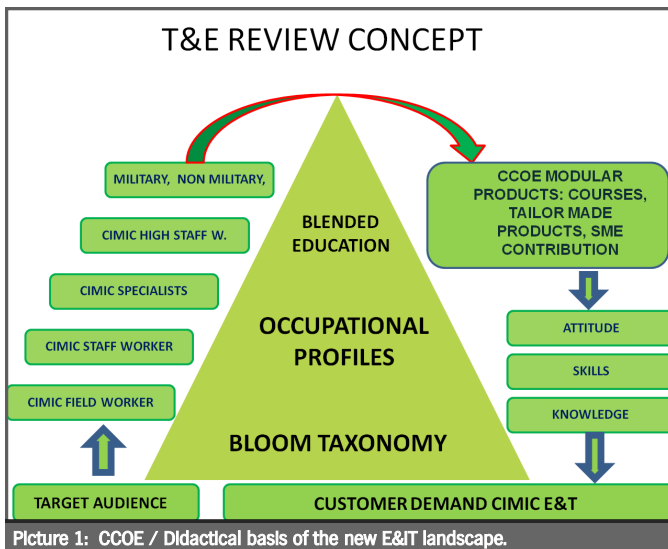 T&E REVIEW CONCEPT
MILITARY, NON MILITARY,
CIMIC HIGH STAFF W.
CIMIC SPECIALISTS
CIMIC STAFF WORKER
CIMIC FIELD WORKER
TARGET AUDIENCE
BLENDED
EDUCATION
OCCUPATIONAL
PROFILES
BLOOM TAXONOMY
CCOE MODULAR
PRODUCTS: COURSES,
TAILOR MADE
PRODUCTS, SME
CONTRIBUTION
ATTITUDE
SKILLS
KNOWLEDGE
CUSTOMER DEMAND CIMIC E&T
Picture 1: CCOE / Didactical basis of the new E&IT landscape.